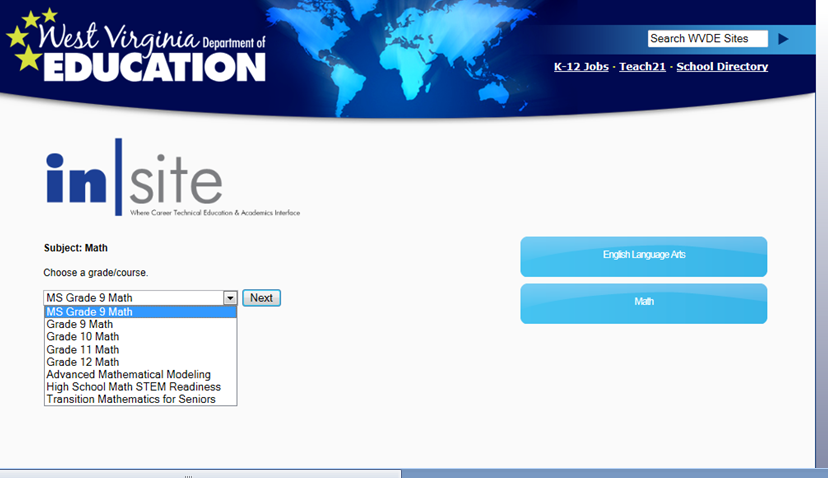 West Virginia Department of
EDUCATION
Search WVDE Sites
K-12 Jobs · Teach21 · School Directory
in|site
Where Career Technical Education & Academics Interface
Subject: Math
Choose a grade/course.
MS Grade 9 Math
Next
MS Grade 9 Math
Grade 9 Math
Grade 10 Math
Grade 11 Math
Grade 12 Math
Advanced Mathematical Modeling
High School Math STEM Readiness
Transition Mathematics for Seniors
English Language Arts
Math